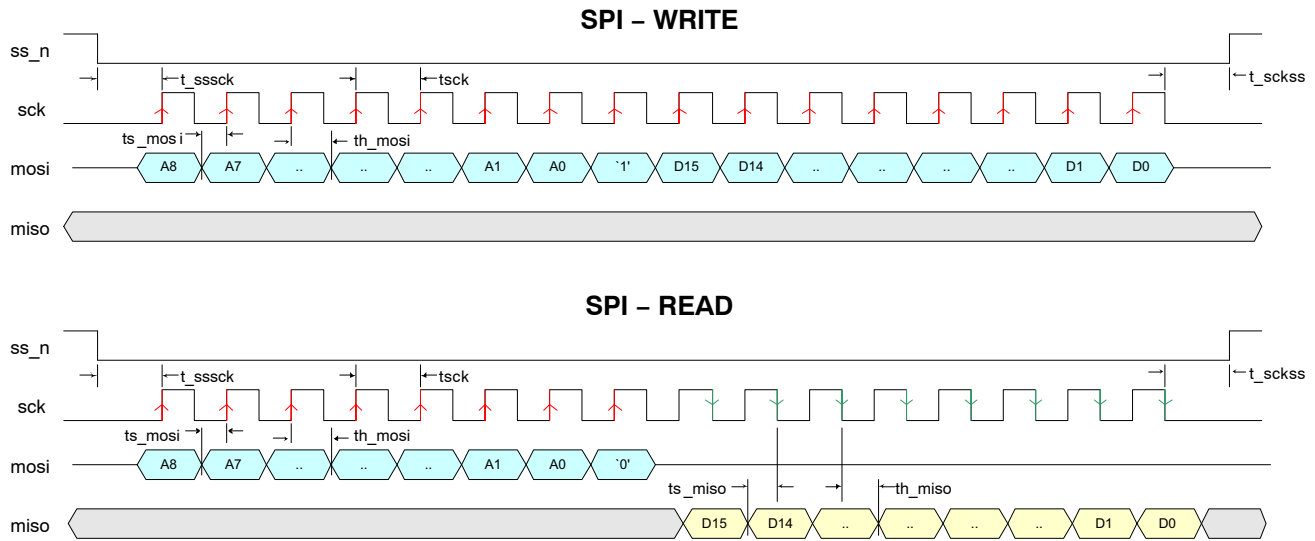 SPI – WRITE
ss_n
t_sssck tsck t_sckss
sck
ts_mos i th_mosi
mosi A8 A7 .. .. .. A1 A0 `1' D15 D14 .. .. .. .. D1 D0
miso
SPI – READ
ss_n
t_sssck tsck t_sckss
sck
ts_mosi th_mosi
mosi A8 A7 .. .. .. A1 A0 `0'
ts_miso th_miso
miso D15 D14 .. .. .. .. D1 D0